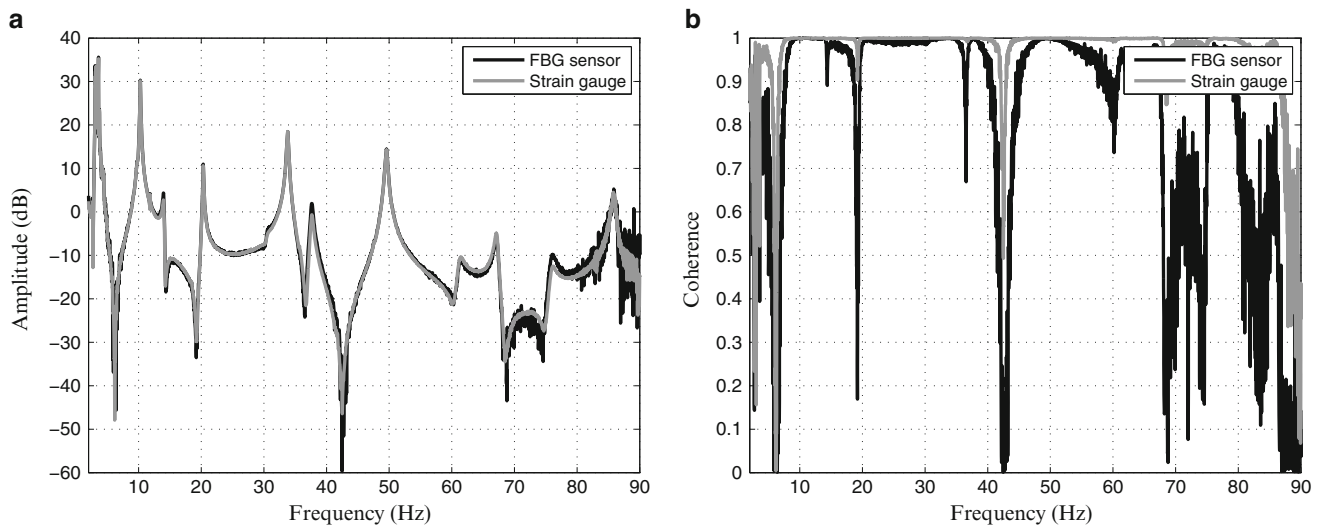 a
40
30
20
10
0
−10
−20
−30
−40
−50
−60
Amplitude (dB)
10 20 30 40 50 60 70 80 90
Frequency (Hz)
FBG sensor
Strain gauge
b
1
0.9
0.8
0.7
0.6
0.5
0.4
0.3
0.2
0.1
0
Coherence
10 20 30 40 50 60 70 80 90
Frequency (Hz)
FBG sensor
Strain gauge